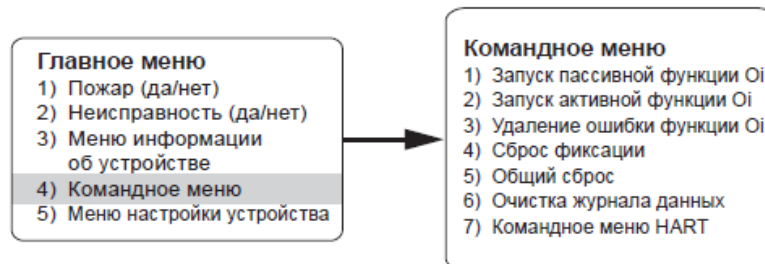 Главное меню
1) Пожар (да/нет)
2) Неисправность (да/нет)
3) Меню информации
об устройстве
4) Командное меню
5) Меню настройки устройства
Командное меню
1) Запуск пассивной функции Oi
2) Запуск активной функции Oi
3) Удаление ошибки функции Oi
4) Сброс фиксации
5) Общий сброс
6) Очистка журнала данных
7) Командное меню HART